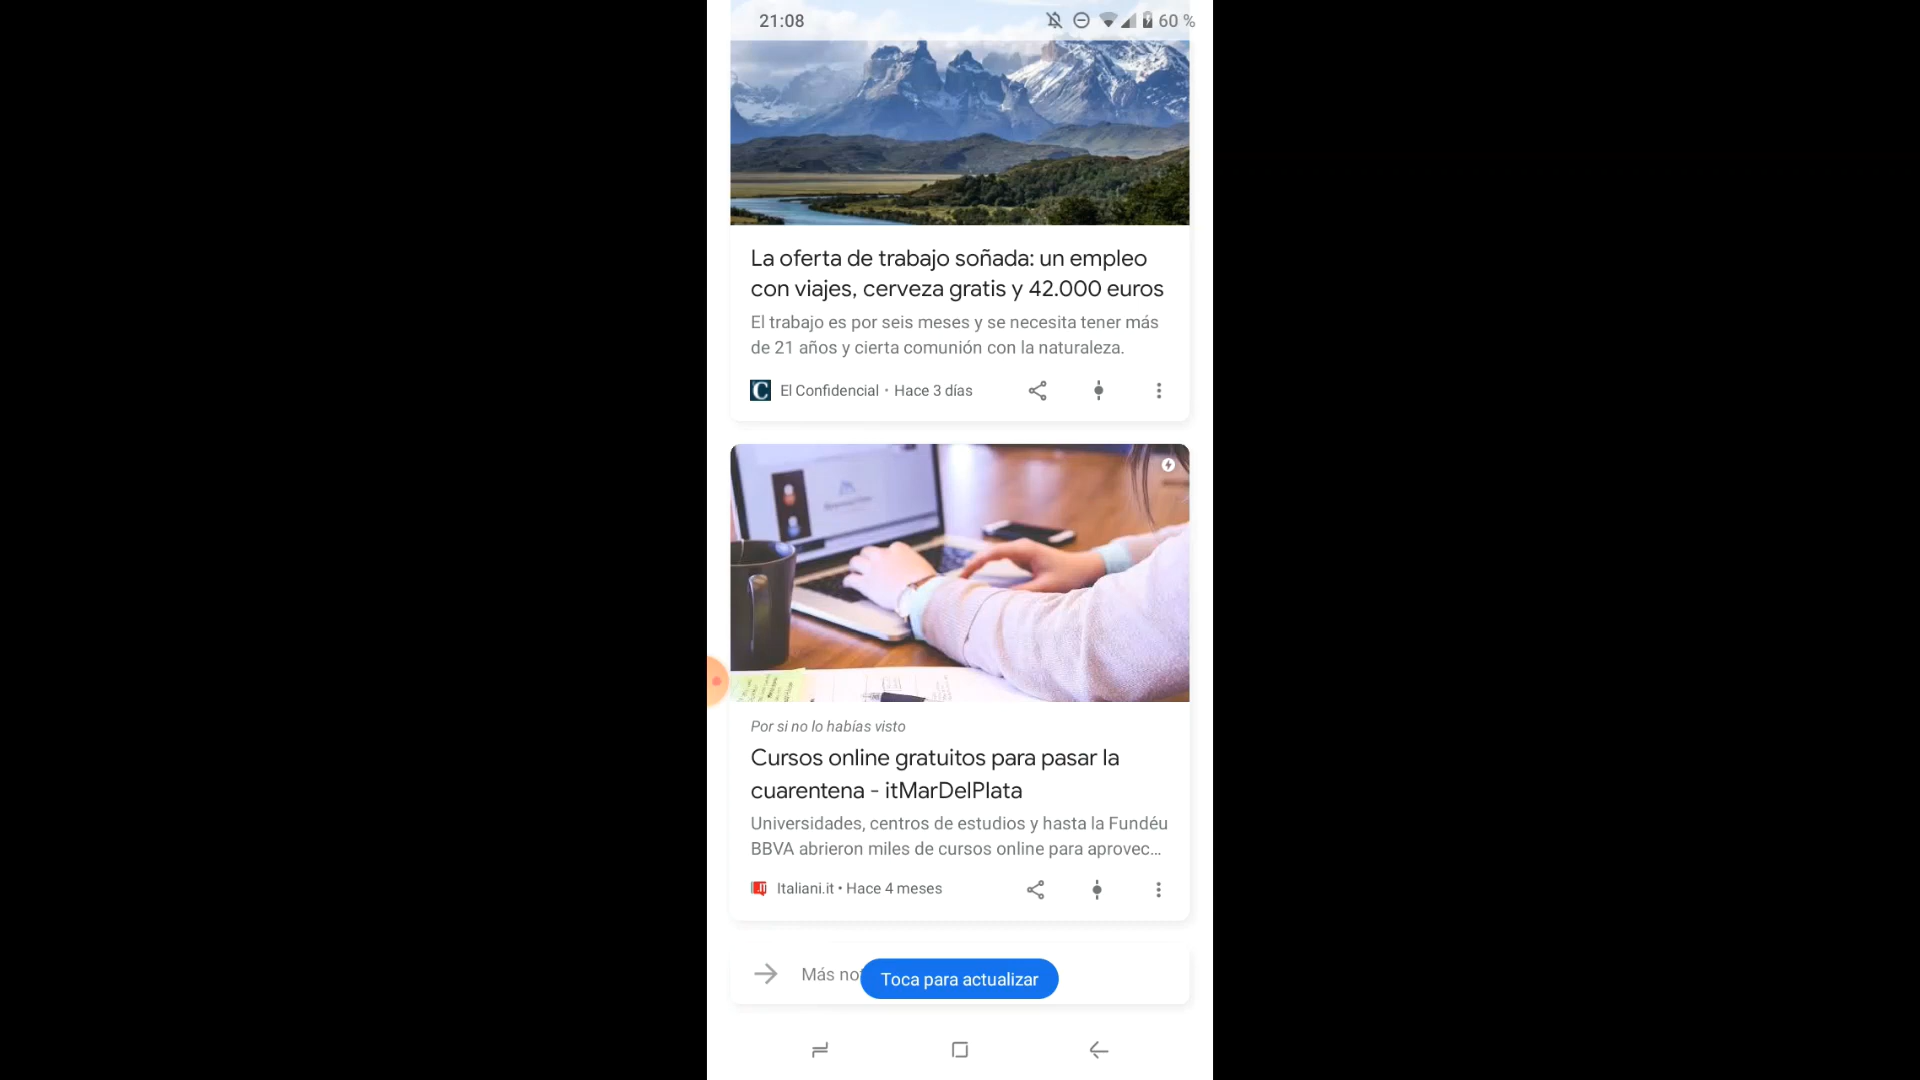 21:08
60 %
La oferta de trabajo soñada: un empleo
con viajes, cerveza gratis y 42.000 euros
El trabajo es por seis meses y se necesita tener más
de 21 años y cierta comunión con la naturaleza.
El Confidencial · Hace 3 días
Por si no lo habías visto
Cursos online gratuitos para pasar la
cuarentena - itMarDelPlata
Universidades, centros de estudios y hasta la Fundéu
BBVA abrieron miles de cursos online para aprovec...
Italiani.it • Hace 4 meses
Más
Toca para actualizar